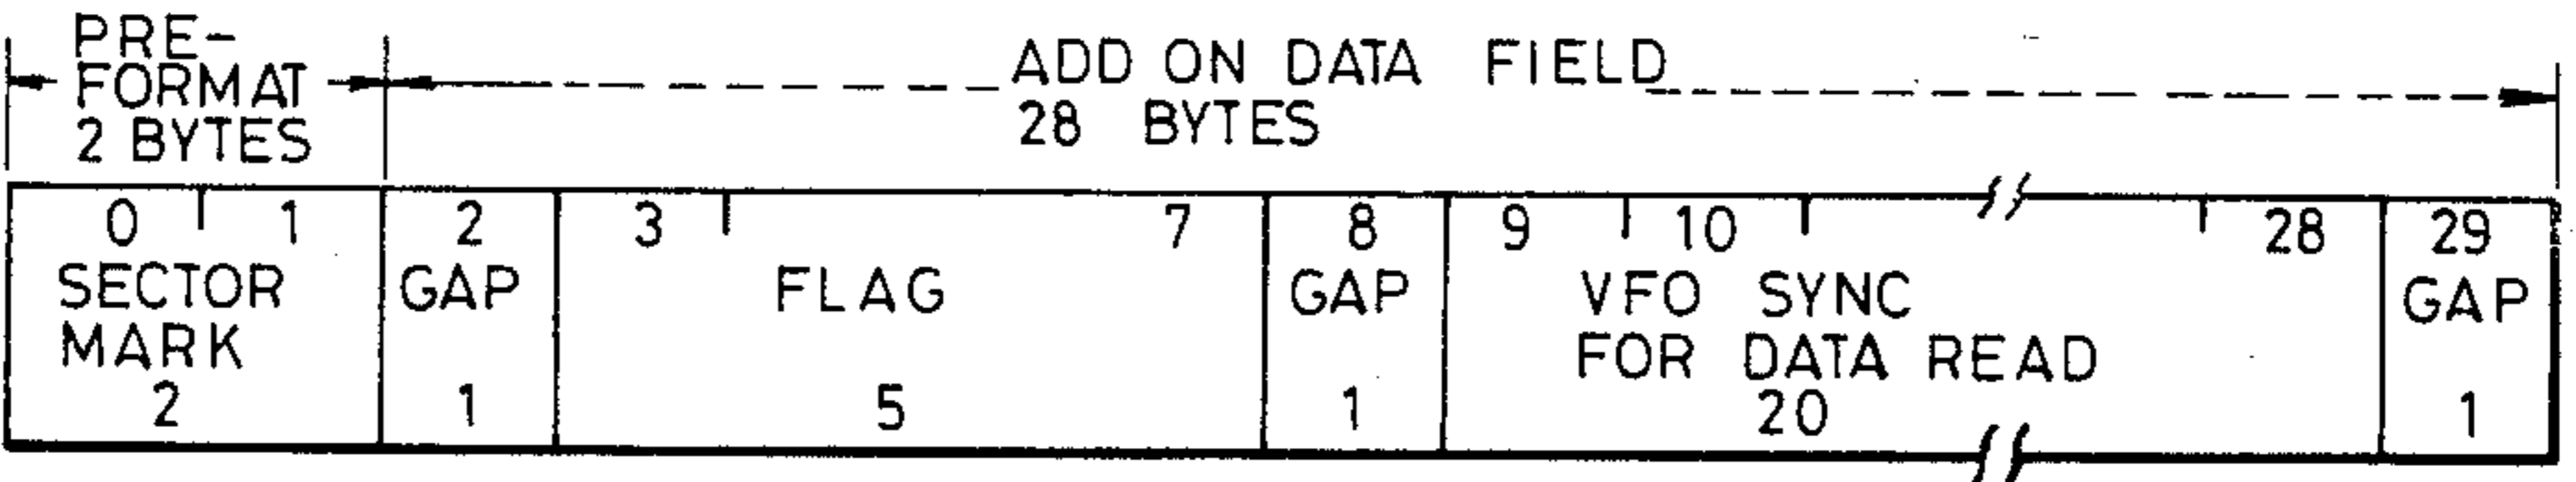 PRE-
FORMAT
2 BYTES
ADD ON DATA FIELD
28 BYTES
0 1 2 3 7 8 9 10 28 29
SECTOR
MARK
2
GAP
1
FLAG
5
GAP
1
VFO SYNC
FOR DATA READ
20
GAP
1